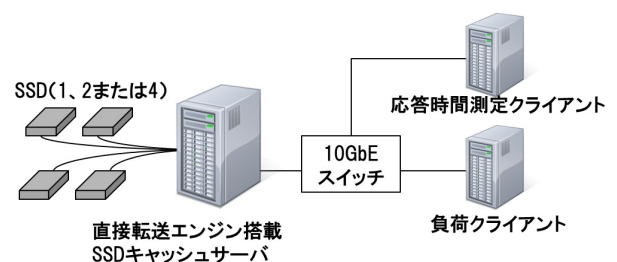 SSD(1、2または4)
応答時間測定クライアント
10GbE
スイッチ
直接転送エンジン搭載
SSDキャッシュサーバ
負荷クライアント